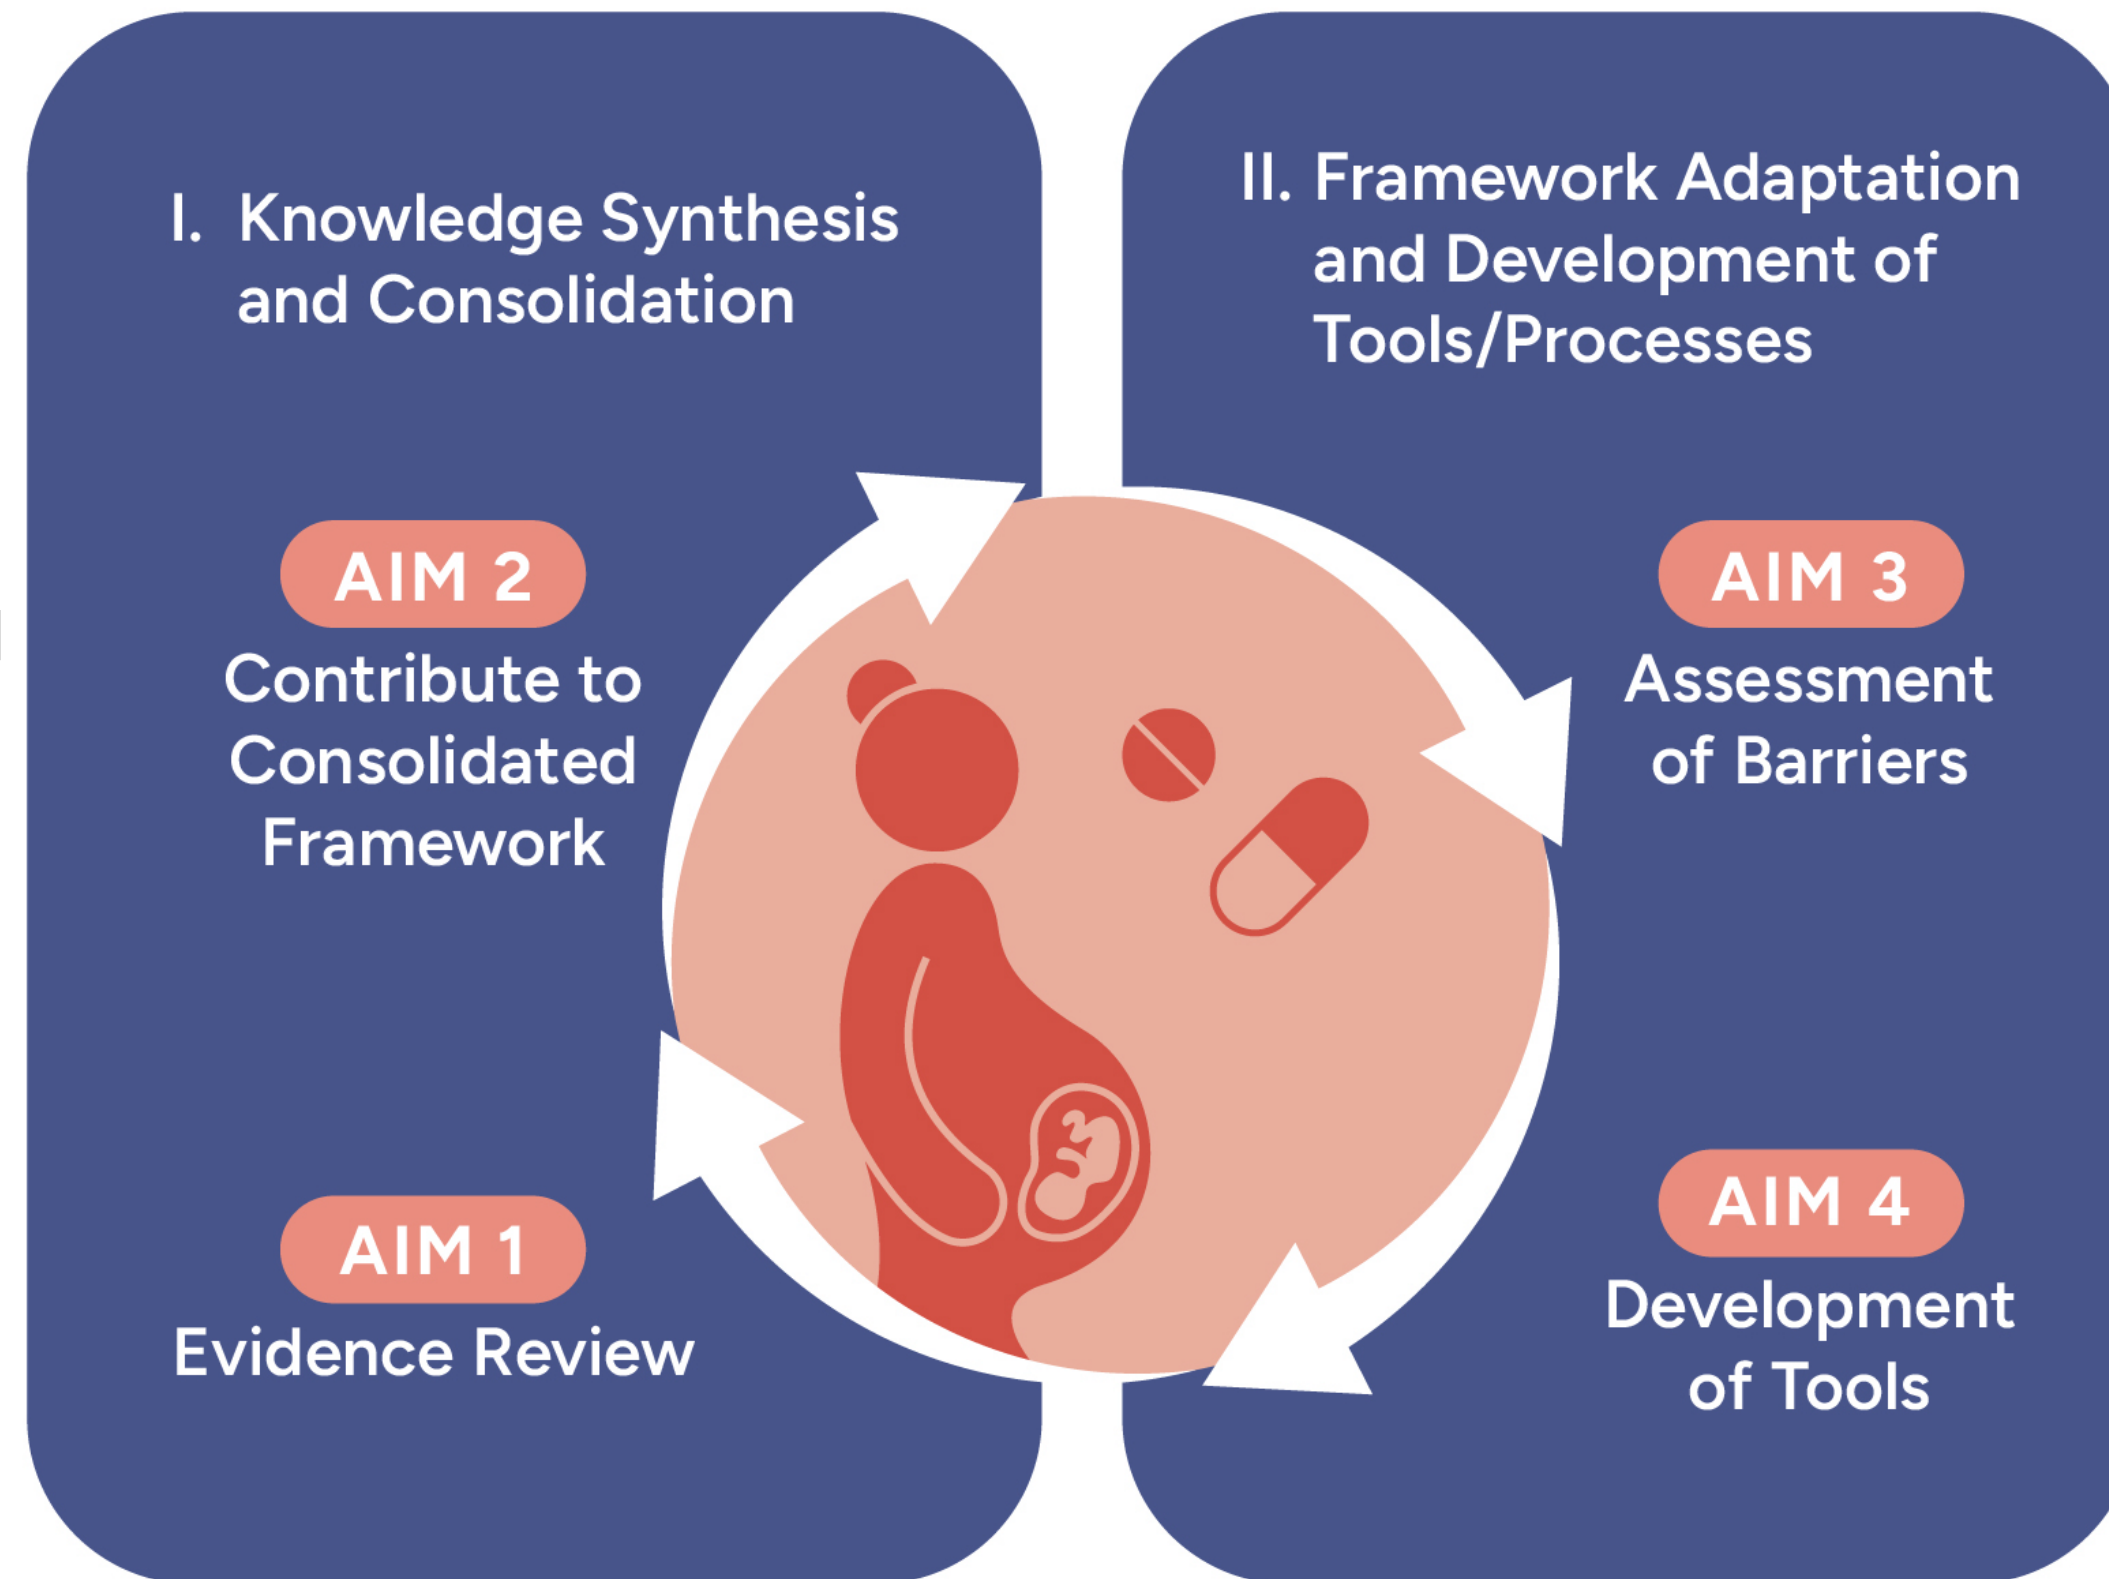 I. Knowledge Synthesis
and Consolidation
AIM 2
Contribute to
Consolidated
Framework
AIM 1
Evidence Review
II. Framework Adaptation
and Development of
Tools/Processes
AIM 3
Assessment
of Barriers
AIM 4
Development
of Tools